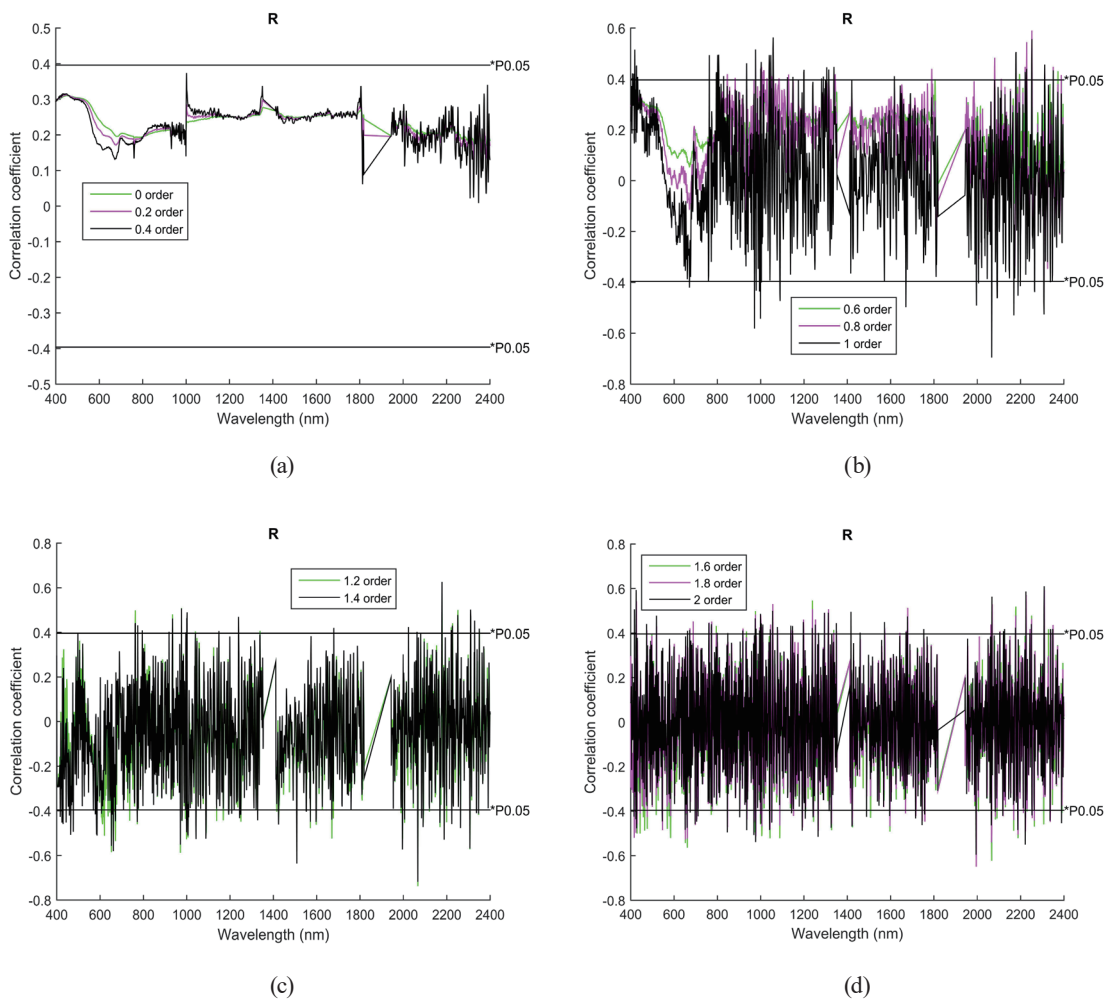 R
0.5
0.4
*P0.05
0.3
0.2
0.1
0
-0.1
-0.2
-0.3
-0.4
*P0.05
-0.5
Correlation coefficient
0 order
0.2 order
0.4 order
400 600 800 1000 1200 1400 1600 1800 2000 2200 2400
Wavelength (nm)
(a)
R
0.6
0.4
*P0.05
0.2
0
-0.2
-0.4
*P0.05
-0.6
-0.8
Correlation coefficient
0.6 order
0.8 order
1 order
400 600 800 1000 1200 1400 1600 1800 2000 2200 2400
Wavelength (nm)
(b)
R
0.8
0.6
0.4
*P0.05
0.2
0
-0.2
-0.4
*P0.05
-0.6
-0.8
Correlation coefficient
1.2 order
1.4 order
400 600 800 1000 1200 1400 1600 1800 2000 2200 2400
Wavelength (nm)
(c)
R
0.8
0.6
0.4
*P0.05
0.2
0
-0.2
-0.4
*P0.05
-0.6
-0.8
Correlation coefficient
1.6 order
1.8 order
2 order
400 600 800 1000 1200 1400 1600 1800 2000 2200 2400
Wavelength (nm)
(d)